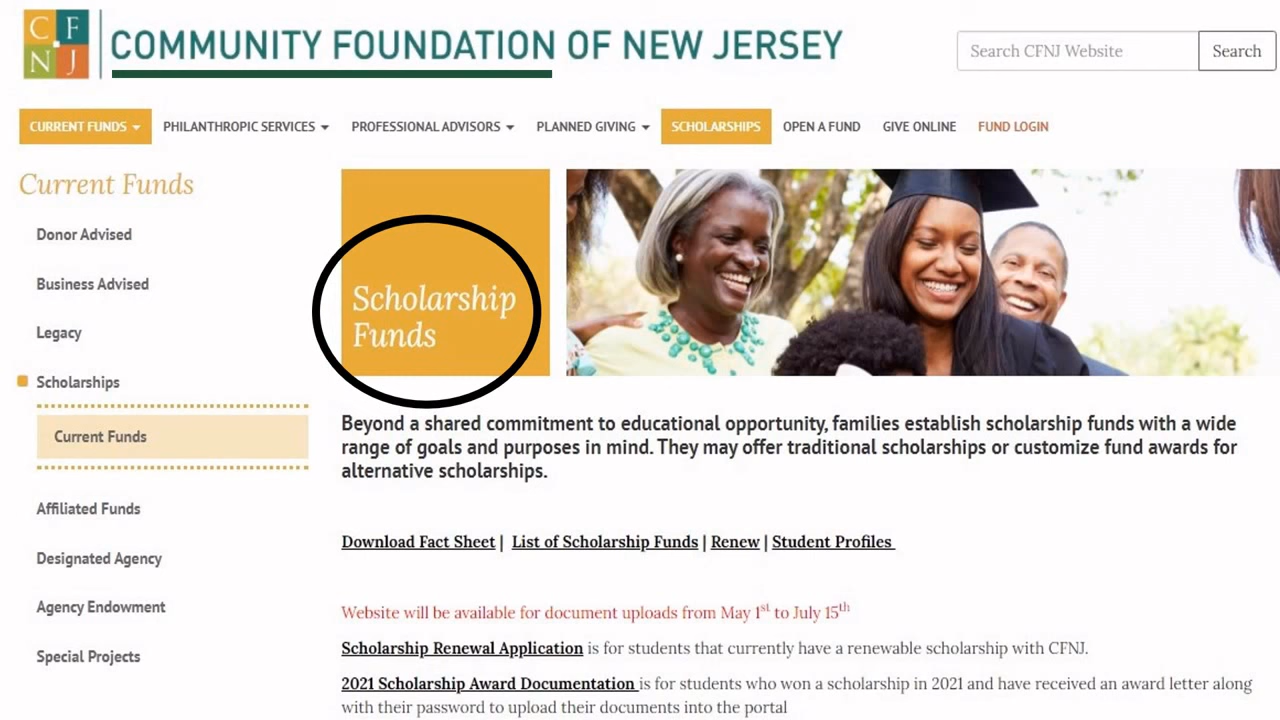 CF
NJ
COMMUNITY FOUNDATION OF NEW JERSEY
Search CFNJ Website
Search
CURRENT FUNDS
PHILANTHROPIC SERVICES
PROFESSIONAL ADVISORS
PLANNED GIVING
SCHOLARSHIPS
OPEN A FUND
GIVE ONLINE
FUND LOGIN
Current Funds
Donor Advised
Business Advised
Legacy
Scholarships
Current Funds
Affiliated Funds
Designated Agency
Agency Endowment
Special Projects
Scholarship
Funds
Beyond a shared commitment to educational opportunity, families establish scholarship funds with a wide
range of goals and purposes in mind. They may offer traditional scholarships or customize fund awards for
alternative scholarships.
Download Fact Sheet | List of Scholarship Funds | Renew | Student Profiles
Website will be available for document uploads from May 1st to July 15th
Scholarship Renewal Application is for students that currently have a renewable scholarship with CFNJ.
2021 Scholarship Award Documentation is for students who won a scholarship in 2021 and have received an award letter along
with their password to upload their documents into the portal